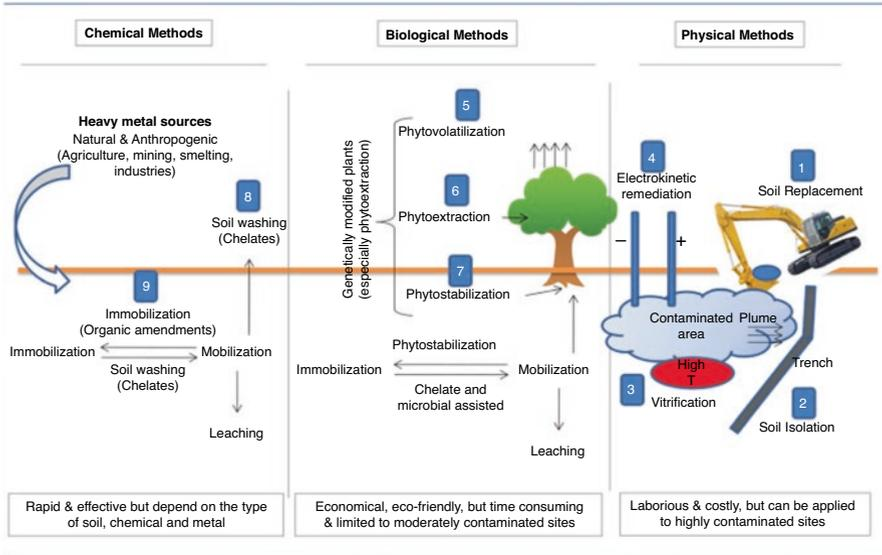 Chemical Methods
Biological Methods
Physical Methods
Heavy metal sources
Natural & Anthropogenic
(Agriculture, mining, smelting,
industries)
8
Soil washing
(Chelates)
9
Immobilization
(Organic amendments)
Immobilization
Mobilization
Soil washing
(Chelates)
Leaching
Rapid & effective but depend on the type
of soil, chemical and metal
Genetically modified plants
(especially phytoextraction)
5
Phytovolatilization
6
Phytoextraction
7
Phytostabilization
Phytostabilization
Immobilization
Mobilization
Chelate and
microbial assisted
Leaching
Economical, eco-friendly, but time consuming
& limited to moderately contaminated sites
4
Electrokinetic
remediation
1
Soil Replacement
–
+
Contaminated
area
Plume
High
T
Trench
3
Vitrification
2
Soil Isolation
Laborious & costly, but can be applied
to highly contaminated sites